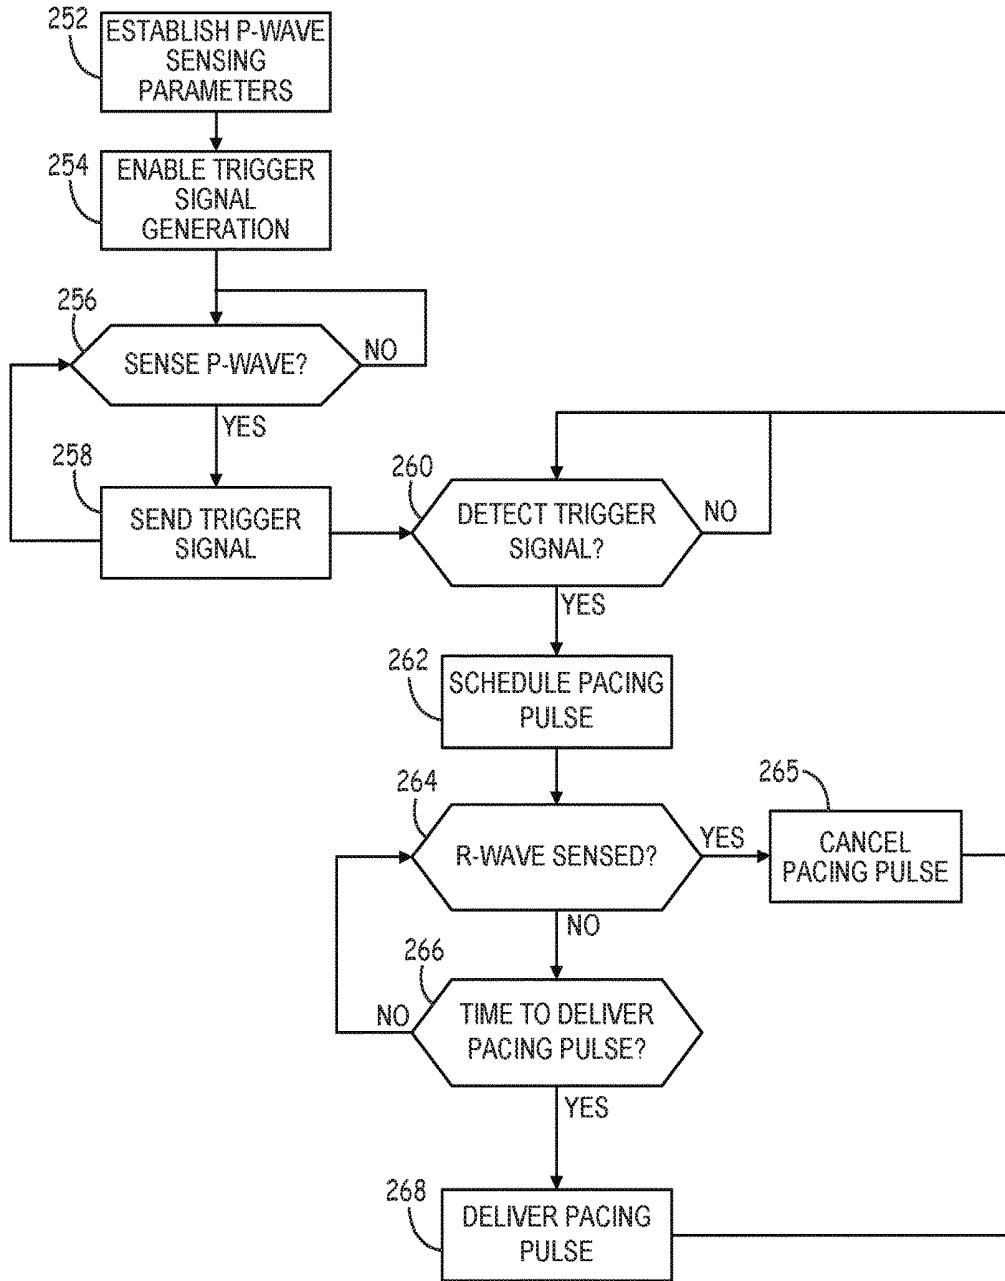 252
ESTABLISH P-WAVE
SENSING
PARAMETERS
254
ENABLE TRIGGER
SIGNAL
GENERATION
256
SENSE P-WAVE?
NO
YES
258
SEND TRIGGER
SIGNAL
260
DETECT TRIGGER
SIGNAL?
NO
YES
262
SCHEDULE PACING
PULSE
264
R-WAVE SENSED?
YES
NO
265
CANCEL
PACING PULSE
266
TIME TO DELIVER
PACING PULSE?
NO
YES
268
DELIVER PACING
PULSE